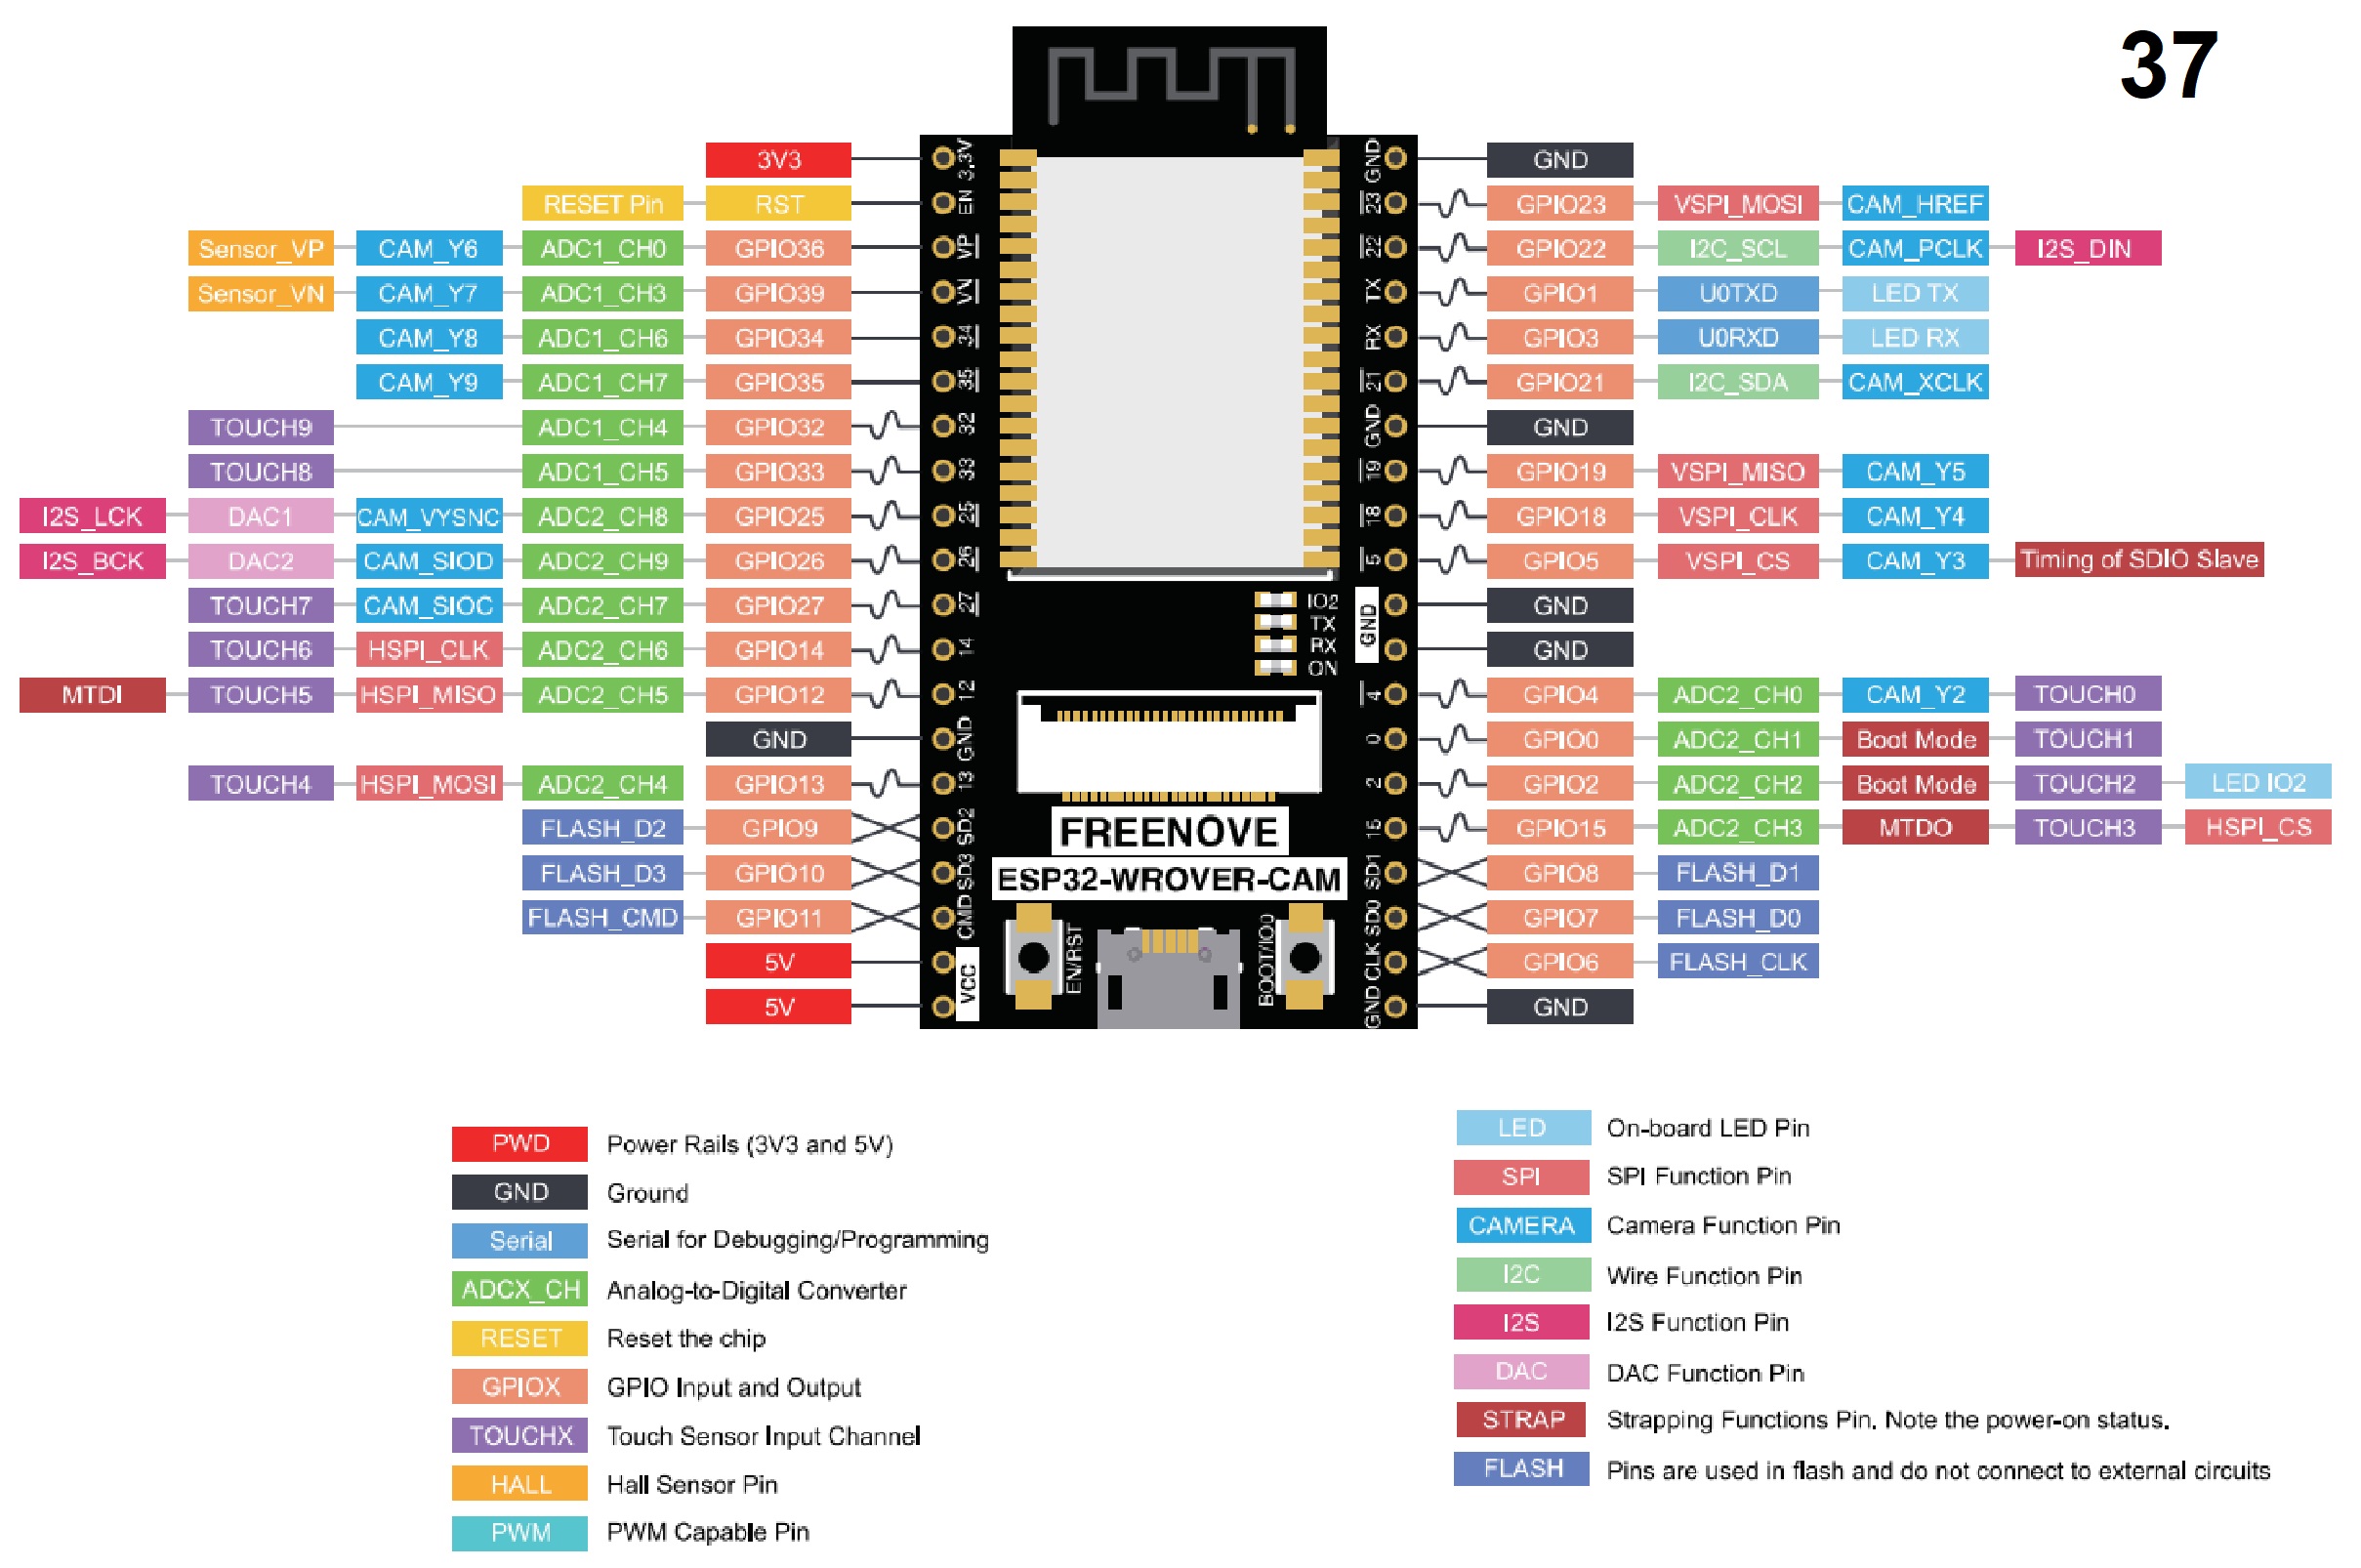 37
3V3 3.3V GND GND
RESET Pin RST EN 23 GPIO23 VSPI_MOSI CAM_HREF
Sensor_VP CAM_Y6 ADC1_CH0 GPIO36 VP 22 GPIO22 I2C_SCL CAM_PCLK I2S_DIN
Sensor_VN CAM_Y7 ADC1_CH3 GPIO39 VN TX GPIO1 U0TXD LED TX
CAM_Y8 ADC1_CH6 GPIO34 34 RX GPIO3 U0RXD LED RX
CAM_Y9 ADC1_CH7 GPIO35 35 21 GPIO21 I2C_SDA CAM_XCLK
TOUCH9 ADC1_CH4 GPIO32 32 GND GND
TOUCH8 ADC1_CH5 GPIO33 33 19 GPIO19 VSPI_MISO CAM_Y5
I2S_LCK DAC1 CAM_VYSNC ADC2_CH8 GPIO25 25 18 GPIO18 VSPI_CLK CAM_Y4
I2S_BCK DAC2 CAM_SIOD ADC2_CH9 GPIO26 26 5 GPIO5 VSPI_CS CAM_Y3 Timing of SDIO Slave
TOUCH7 CAM_SIOC ADC2_CH7 GPIO27 27 IO2 GND GND
TX
TOUCH6 HSPI_CLK ADC2_CH6 GPIO14 14 RX GND
ON
MTDI TOUCH5 HSPI_MISO ADC2_CH5 GPIO12 12 4 GPIO4 ADC2_CH0 CAM_Y2 TOUCH0
GND GND 0 GPIO0 ADC2_CH1 Boot Mode TOUCH1
TOUCH4 HSPI_MOSI ADC2_CH4 GPIO13 13 2 GPIO2 ADC2_CH2 Boot Mode TOUCH2 LED IO2
FLASH_D2 GPIO9 SD2 FREENOVE 15 GPIO15 ADC2_CH3 MTDO TOUCH3 HSPI_CS
FLASH_D3 GPIO10 SD3 ESP32-WROVER-CAM SD1 GPIO8 FLASH_D1
FLASH_CMD GPIO11 CMD SD0 GPIO7 FLASH_D0
5V VCC EN/RST BOOT/IO0 CLK GPIO6 FLASH_CLK
5V GND GND
PWD Power Rails (3V3 and 5V)
GND Ground
Serial Serial for Debugging/Programming
ADCX_CH Analog-to-Digital Converter
RESET Reset the chip
GPIOX GPIO Input and Output
TOUCHX Touch Sensor Input Channel
HALL Hall Sensor Pin
PWM PWM Capable Pin
LED On-board LED Pin
SPI SPI Function Pin
CAMERA Camera Function Pin
I2C Wire Function Pin
I2S I2S Function Pin
DAC DAC Function Pin
STRAP Strapping Functions Pin. Note the power-on status.
FLASH Pins are used in flash and do not connect to external circuits